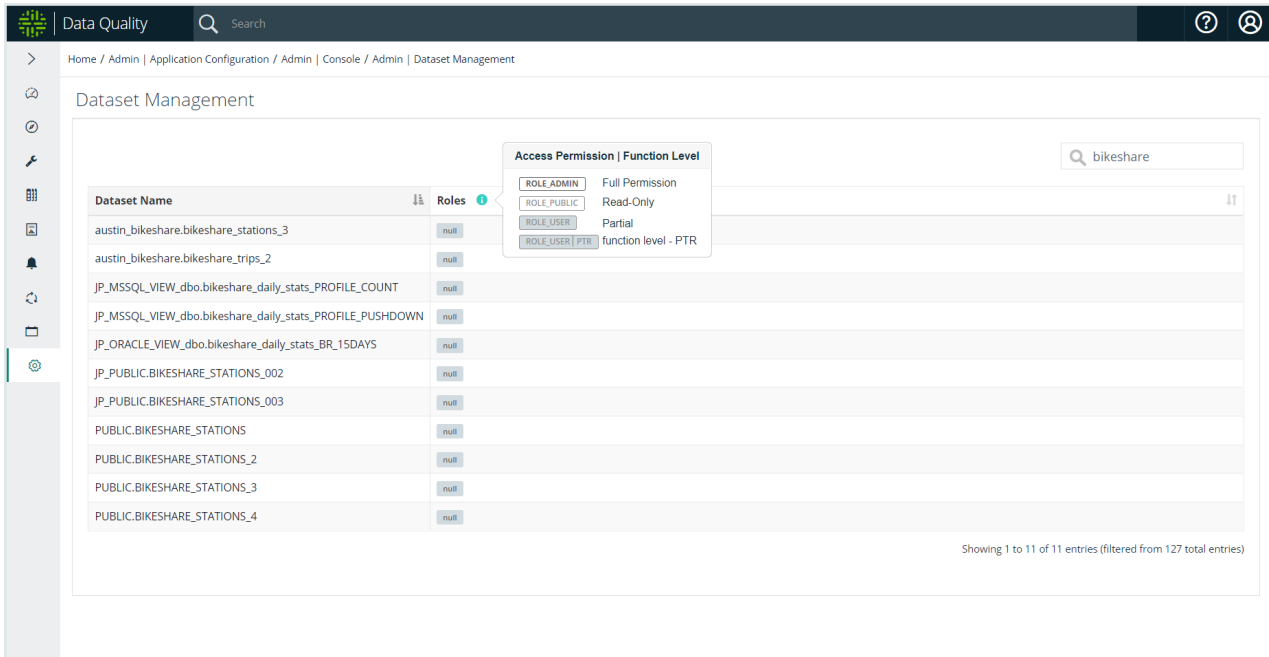 Data Quality
Search
Home / Admin | Application Configuration / Admin | Console / Admin | Dataset Management
Dataset Management
Access Permission | Function Level
ROLE_ADMIN Full Permission
ROLE_PUBLIC Read-Only
ROLE_USER Partial
ROLE_USER | PTR function level - PTR
bikeshare
Dataset Name Roles
austin_bikeshare.bikeshare_stations_3 null
austin_bikeshare.bikeshare_trips_2 null
JP_MSSQL_VIEW_dbo.bikeshare_daily_stats_PROFILE_COUNT null
JP_MSSQL_VIEW_dbo.bikeshare_daily_stats_PROFILE_PUSHDOWN null
JP_ORACLE_VIEW_dbo.bikeshare_daily_stats_BR_15DAYS null
JP_PUBLIC.BIKESHARE_STATIONS_002 null
JP_PUBLIC.BIKESHARE_STATIONS_003 null
PUBLIC.BIKESHARE_STATIONS null
PUBLIC.BIKESHARE_STATIONS_2 null
PUBLIC.BIKESHARE_STATIONS_3 null
PUBLIC.BIKESHARE_STATIONS_4 null
Showing 1 to 11 of 11 entries (filtered from 127 total entries)